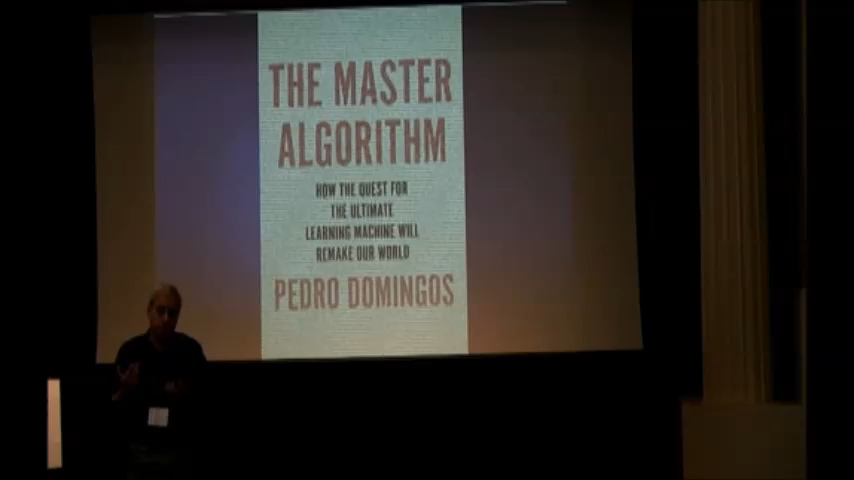 THE MASTER
ALGORITHM
HOW THE QUEST FOR
THE ULTIMATE
LEARNING MACHINE WILL
REMAKE OUR WORLD
PEDRO DOMINGOS